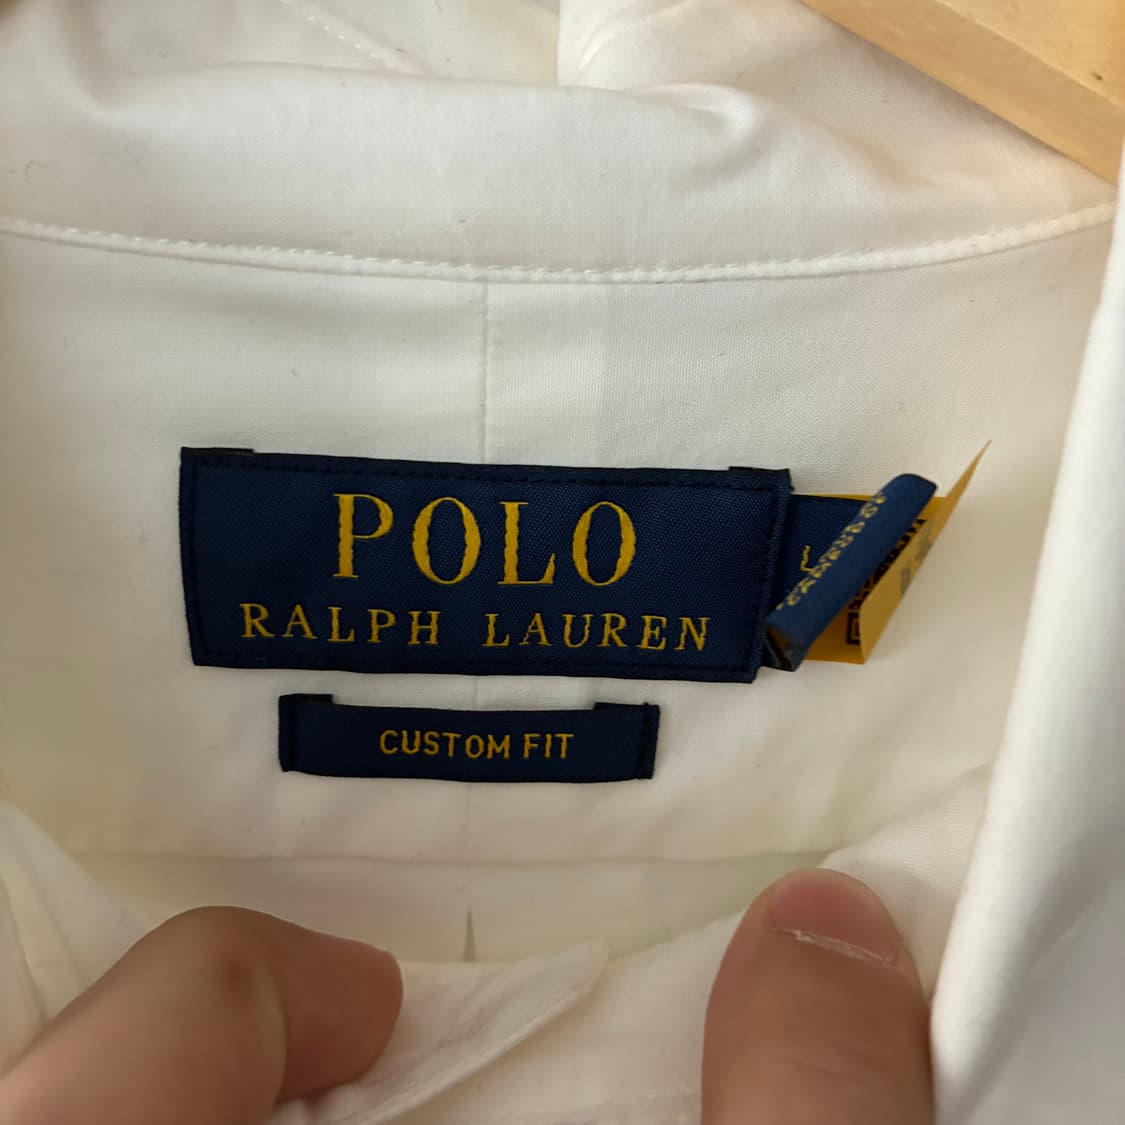 POLO
RALPH LAUREN
L
CUSTOM FIT